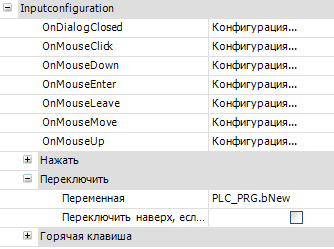 Inputconfiguration
OnDialogClosed Конфигурация...
OnMouseClick Конфигурация...
OnMouseDown Конфигурация...
OnMouseEnter Конфигурация...
OnMouseLeave Конфигурация...
OnMouseMove Конфигурация...
OnMouseUp Конфигурация...
Нажать
Переключить
Переменная PLC_PRG.bNew
Переключить наверх, есл...
Горячая клавиша